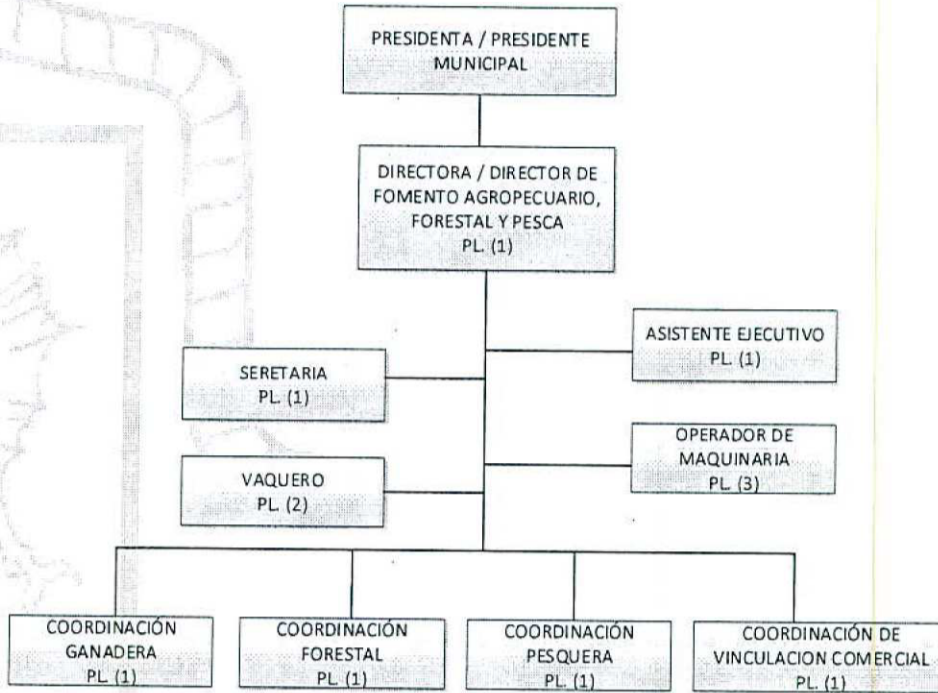 PRESIDENTA / PRESIDENTE
MUNICIPAL
DIRECTORA / DIRECTOR DE
FOMENTO AGROPECUARIO,
FORESTAL Y PESCA
PL. (1)
ASISTENTE EJECUTIVO
PL. (1)
SERETARIA
PL. (1)
OPERADOR DE
MAQUINARIA
PL. (3)
VAQUERO
PL. (2)
COORDINACIÓN
GANADERA
PL. (1)
COORDINACIÓN
FORESTAL
PL. (1)
COORDINACIÓN
PESQUERA
PL. (1)
COORDINACIÓN DE
VINCULACION COMERCIAL
PL. (1)